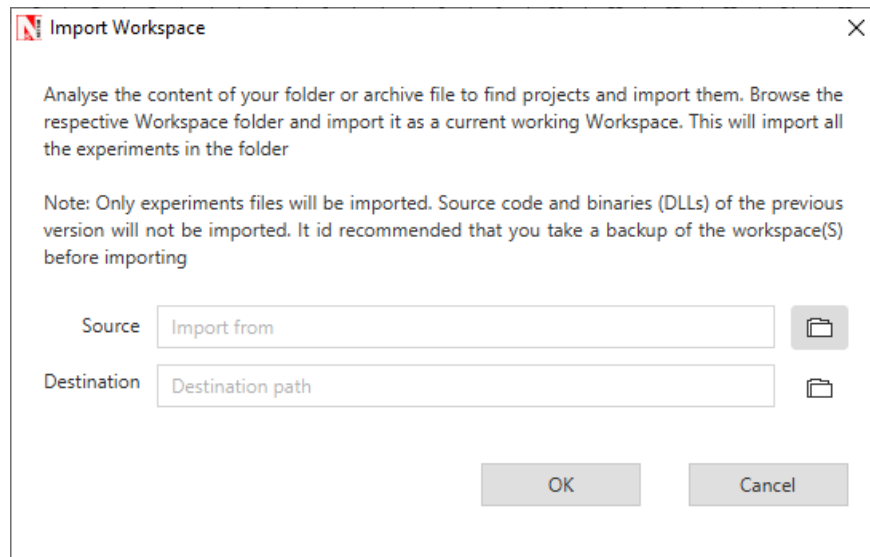 Import Workspace
Analyse the content of your folder or archive file to find projects and import them. Browse the
respective Workspace folder and import it as a current working Workspace. This will import all
the experiments in the folder
Note: Only experiments files will be imported. Source code and binaries (DLLs) of the previous
version will not be imported. It id recommended that you take a backup of the workspace(S)
before importing
Source Import from
Destination Destination path
OK Cancel